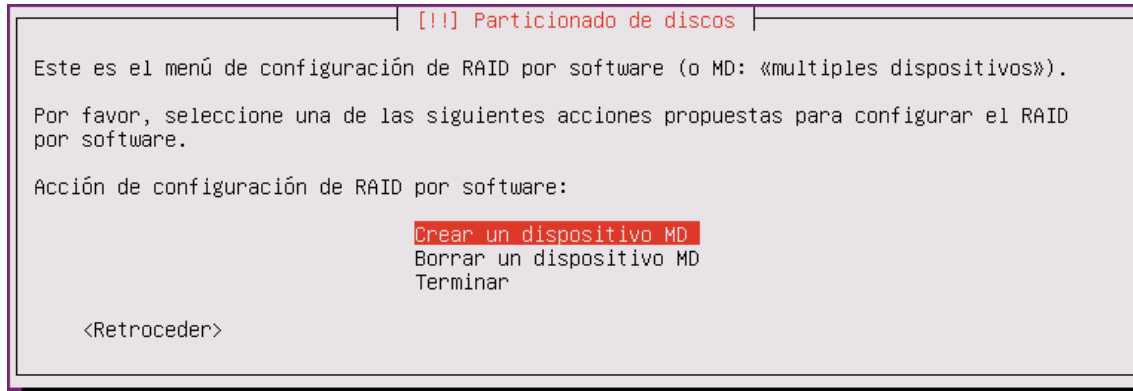 [!!] Particionado de discos
Este es el menú de configuración de RAID por software (o MD: «multiples dispositivos»).
Por favor, seleccione una de las siguientes acciones propuestas para configurar el RAID
por software.
Acción de configuración de RAID por software:
Crear un dispositivo MD
Borrar un dispositivo MD
Terminar
<Retroceder>